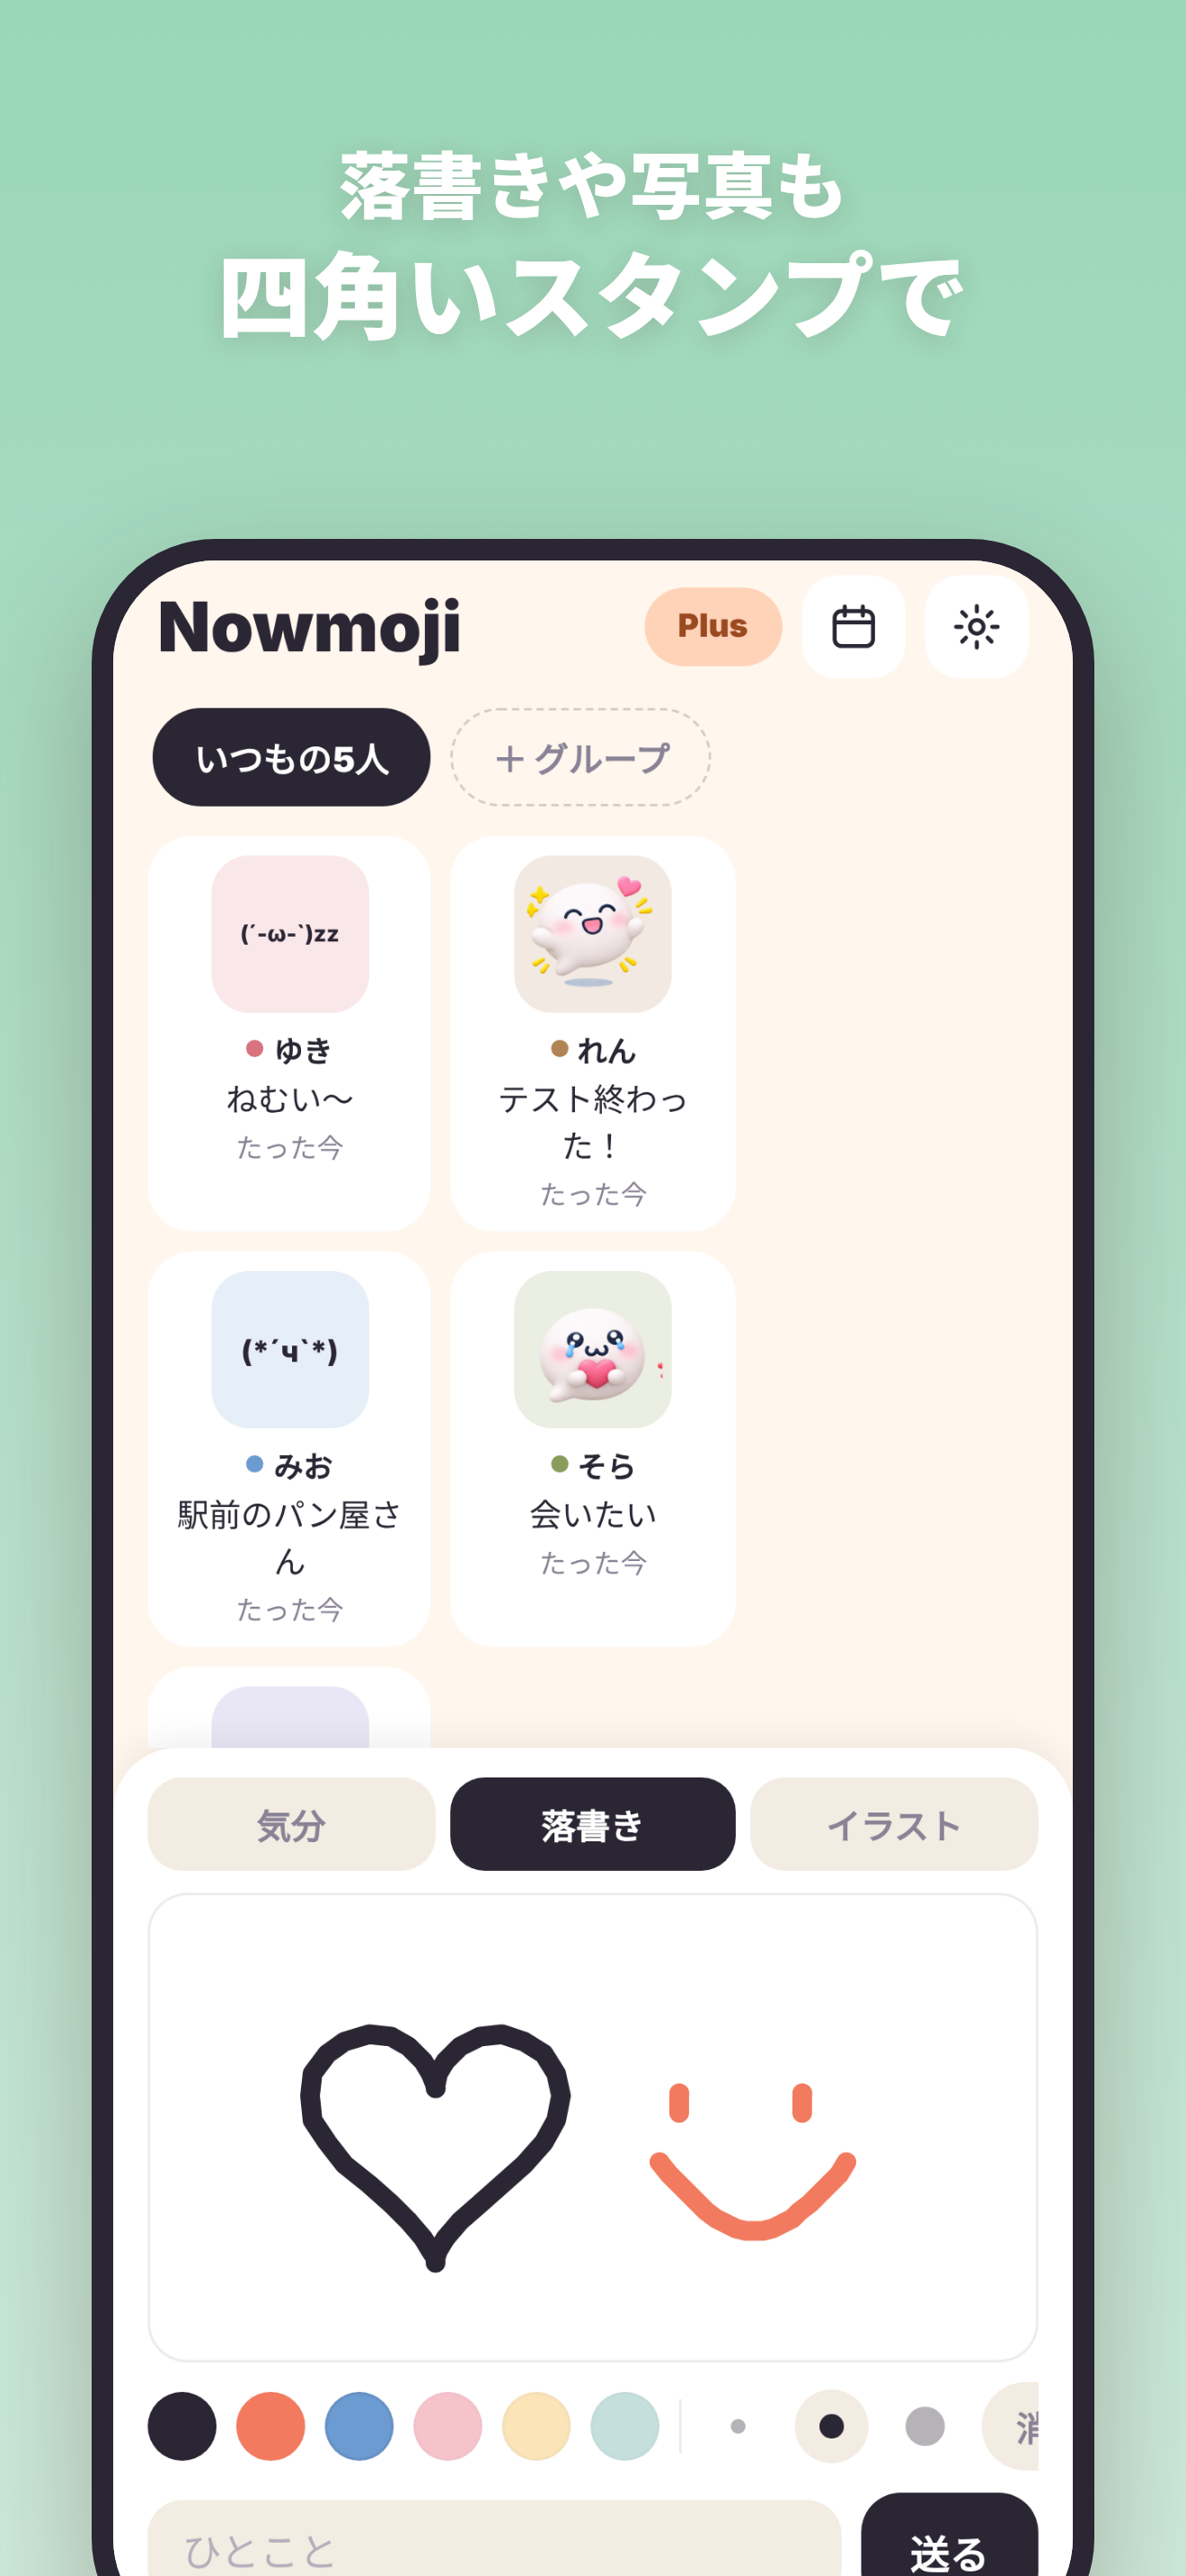 落書きや写真も
四角いスタンプで
Nowmoji
Plus
いつもの5人
＋ グループ
(´-ω-`)zz
ゆき
ねむい〜
たった今
れん
テスト終わっ
た！
たった今
(*´ч`*)
みお
駅前のパン屋さ
ん
たった今
そら
会いたい
たった今
気分
落書き
イラスト
ひとこと
送る